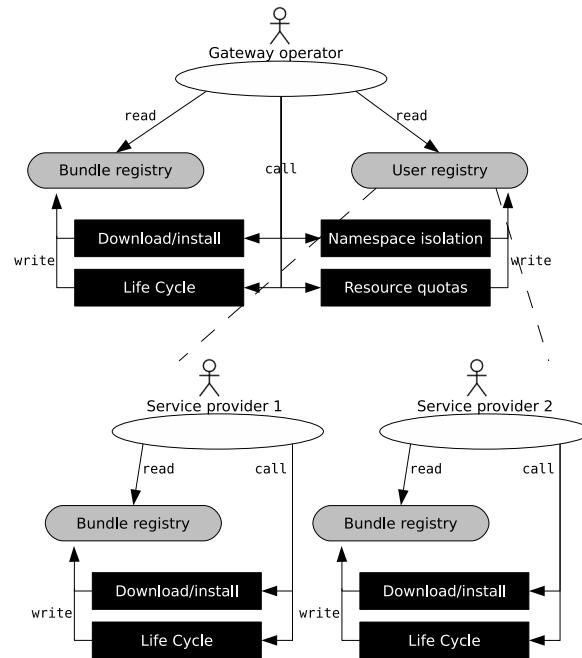 Gateway operator
read
read
Bundle registry
call
User registry
Download/install
Namespace isolation
write
write
Life Cycle
Resource quotas
Service provider 1
Service provider 2
read
call
read
call
Bundle registry
Bundle registry
Download/install
Download/install
write
write
Life Cycle
Life Cycle